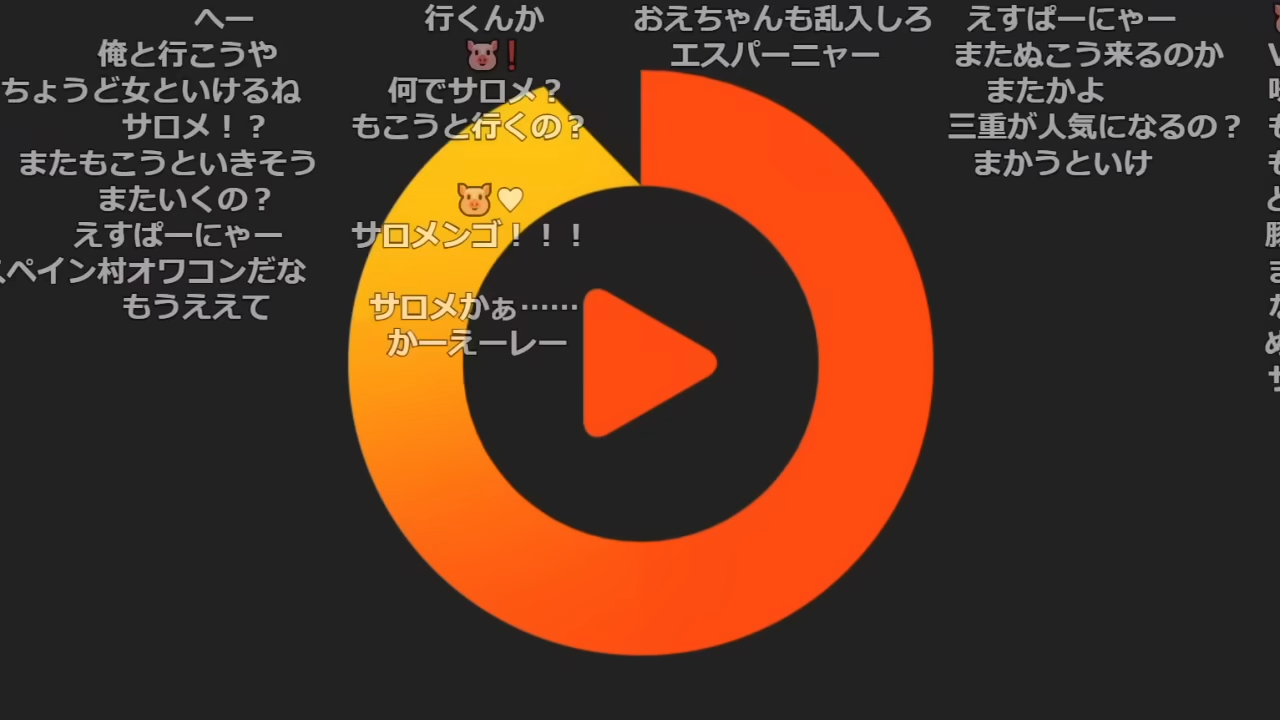 へー
俺と行こうや
ちょうど女といけるね
サロメ！？
またもこうといきそう
またいくの？
えすぱーにゃー
スペイン村オワコンだな
もうええて
行くんか
🐷❗
何でサロメ？
もこうと行くの？
🐷♥
サロメンゴ！！！
サロメかぁ……
かーえーレー
おえちゃんも乱入しろ
エスパーニャー
えすぱーにゃー
またぬこう来るのか
またかよ
三重が人気になるの？
まかうといけ